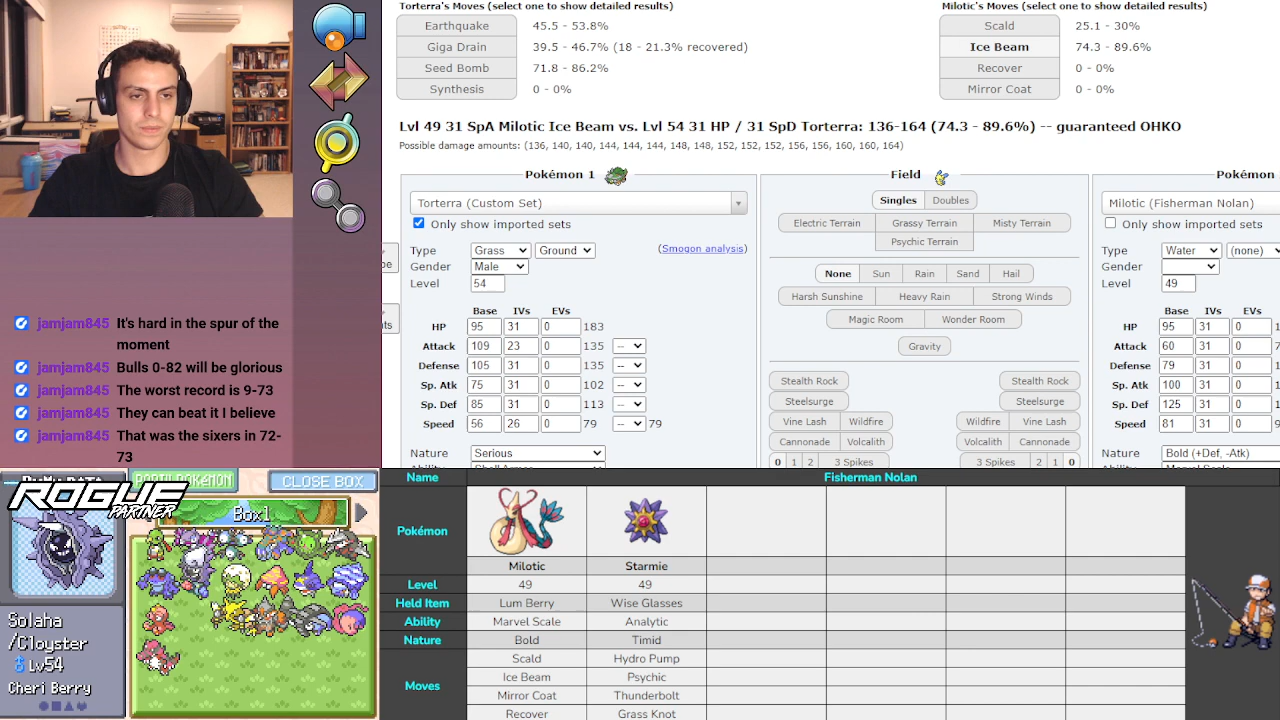 Torterra's Moves (select one to show detailed results)
Earthquake 45.5 - 53.8%
Giga Drain 39.5 - 46.7% (18 - 21.3% recovered)
Seed Bomb 71.8 - 86.2%
Synthesis 0 - 0%
Milotic's Moves (select one to show detailed results)
Scald 25.1 - 30%
Ice Beam 74.3 - 89.6%
Recover 0 - 0%
Mirror Coat 0 - 0%
Lvl 49 31 SpA Milotic Ice Beam vs. Lvl 54 31 HP / 31 SpD Torterra: 136-164 (74.3 - 89.6%) -- guaranteed OHKO
Possible damage amounts: (136, 140, 140, 144, 144, 144, 148, 148, 152, 152, 152, 156, 156, 160, 160, 164)
Pokémon 1
Torterra (Custom Set)
Only show imported sets
Type Grass Ground (Smogon analysis)
Gender Male
Level 54
Base IVs EVs
HP 95 31 0 183
Attack 109 23 0 135 --
Defense 105 31 0 135 --
Sp. Atk 75 31 0 102 --
Sp. Def 85 31 0 113 --
Speed 56 26 0 79 -- 79
Nature Serious
Field
Singles Doubles
Electric Terrain Grassy Terrain Misty Terrain
Psychic Terrain
None Sun Rain Sand Hail
Harsh Sunshine Heavy Rain Strong Winds
Magic Room Wonder Room
Gravity
Stealth Rock Stealth Rock
Steelsurge Steelsurge
Vine Lash Wildfire Wildfire Vine Lash
Cannonade Volcalith Volcalith Cannonade
0 1 2 3 Spikes 3 Spikes 2 1 0
Pokémon
Milotic (Fisherman Nolan)
Only show imported sets
Type Water (none)
Gender
Level 49
Base IVs EVs
HP 95 31 0
Attack 60 31 0
Defense 79 31 0
Sp. Atk 100 31 0
Sp. Def 125 31 0
Speed 81 31 0
Nature Bold (+Def, -Atk)
jamjam845 It's hard in the spur of the
moment
jamjam845 Bulls 0-82 will be glorious
jamjam845 The worst record is 9-73
jamjam845 They can beat it I believe
jamjam845 That was the sixers in 72-
73
PARTY POKéMON
CLOSE BOX
ROGUE
PARTNER
Box1
Solaha
/Cloyster
♂ Lv54
Cheri Berry
Name Fisherman Nolan
Pokémon
Milotic Starmie
Level 49 49
Held Item Lum Berry Wise Glasses
Ability Marvel Scale Analytic
Nature Bold Timid
Moves
Scald Hydro Pump
Ice Beam Psychic
Mirror Coat Thunderbolt
Recover Grass Knot